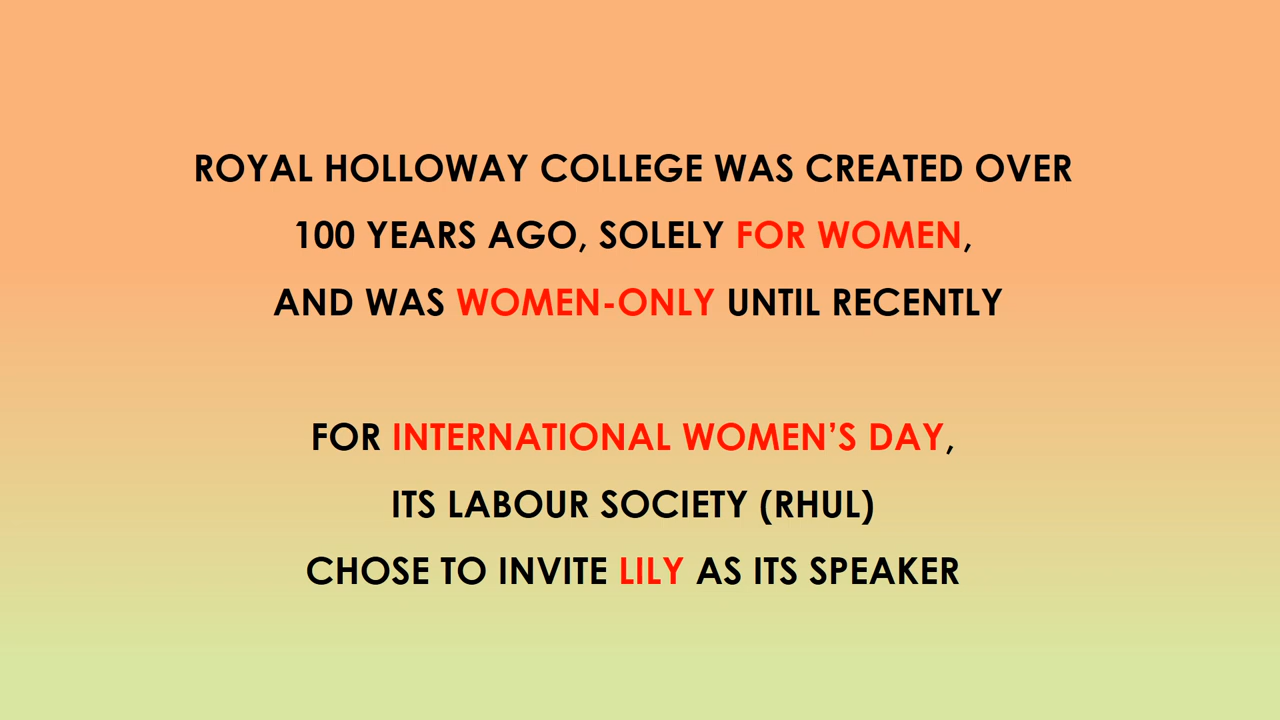 ROYAL HOLLOWAY COLLEGE WAS CREATED OVER
100 YEARS AGO, SOLELY FOR WOMEN,
AND WAS WOMEN-ONLY UNTIL RECENTLY
FOR INTERNATIONAL WOMEN’S DAY,
ITS LABOUR SOCIETY (RHUL)
CHOSE TO INVITE LILY AS ITS SPEAKER